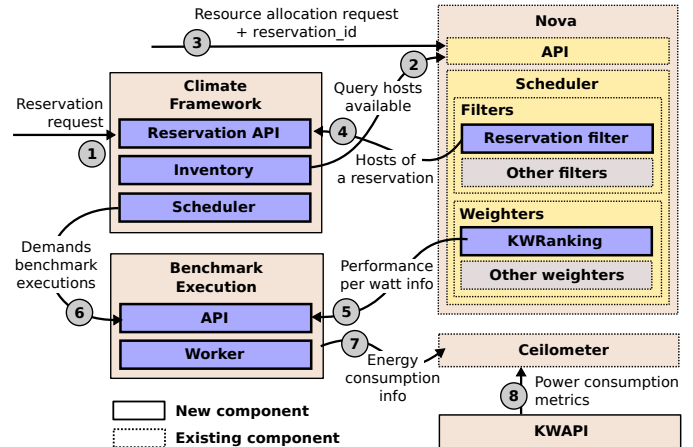 Resource allocation request
+ reservation_id
3
Nova
API
2
Scheduler
Filters
Reservation filter
Other filters
Weighters
KWRanking
Other weighters
Climate
Framework
Reservation API
Inventory
Scheduler
Reservation
request
1
Query hosts
available
4
Hosts of
a reservation
Demands
benchmark
executions
6
Benchmark
Execution
API
Worker
Performance
per watt info
5
7
Energy
consumption
info
Ceilometer
8
Power consumption
metrics
KWAPI
New component
Existing component